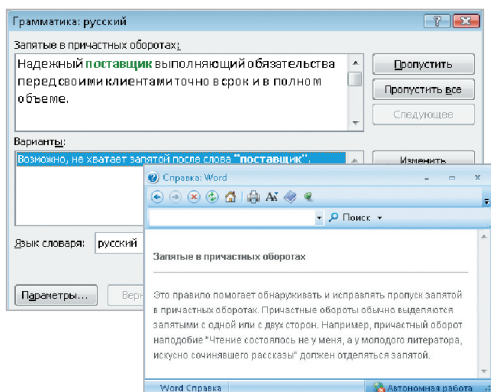 Грамматика: русский
Запятые в причастных оборотах:
Надежный поставщик выполняющий обязательства
перед своими клиентами точно в срок и в полном
объеме.
Пропустить
Пропустить все
Следующее
Варианты:
Возможно, не хватает запятой после слова "поставщик".
Изменить
Язык словаря:
русский
Параметры...
Справка: Word
Поиск
Запятые в причастных оборотах
Это правило помогает обнаруживать и исправлять пропуск запятой
в причастных оборотах. Причастные обороты обычно выделяются
запятыми с одной или с двух сторон. Например, причастный оборот
наподобие "Чтение состоялось не у меня, а у молодого литератора,
искусно сочинявшего рассказы" должен отделяться запятой.
Word Справка
Автономная работа